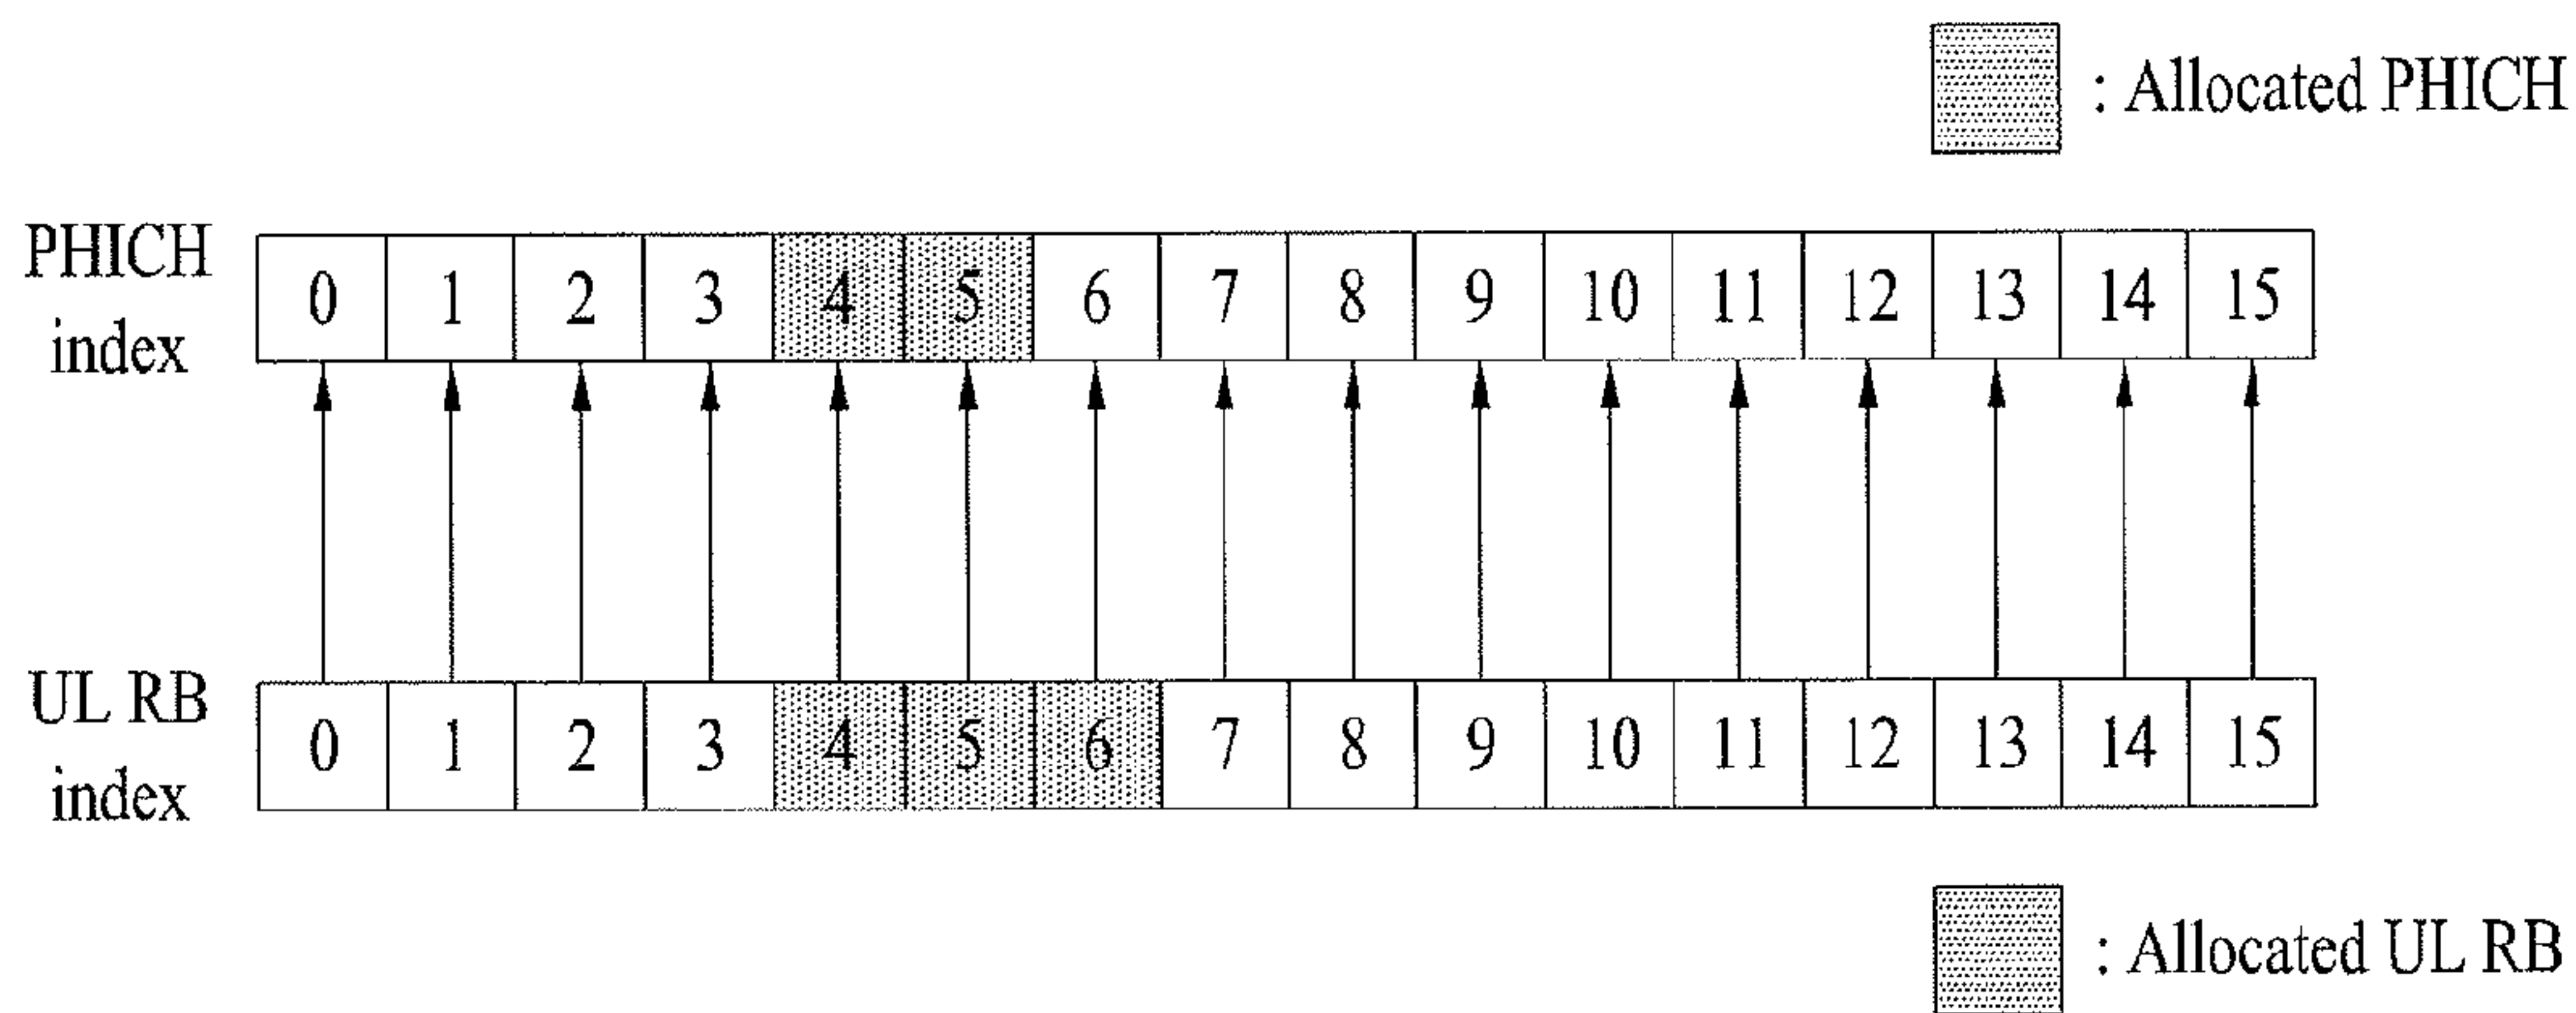 : Allocated PHICH
PHICH
index
0 1 2 3 4 5 6 7 8 9 10 11 12 13 14 15
UL RB
index
0 1 2 3 4 5 6 7 8 9 10 11 12 13 14 15
: Allocated UL RB